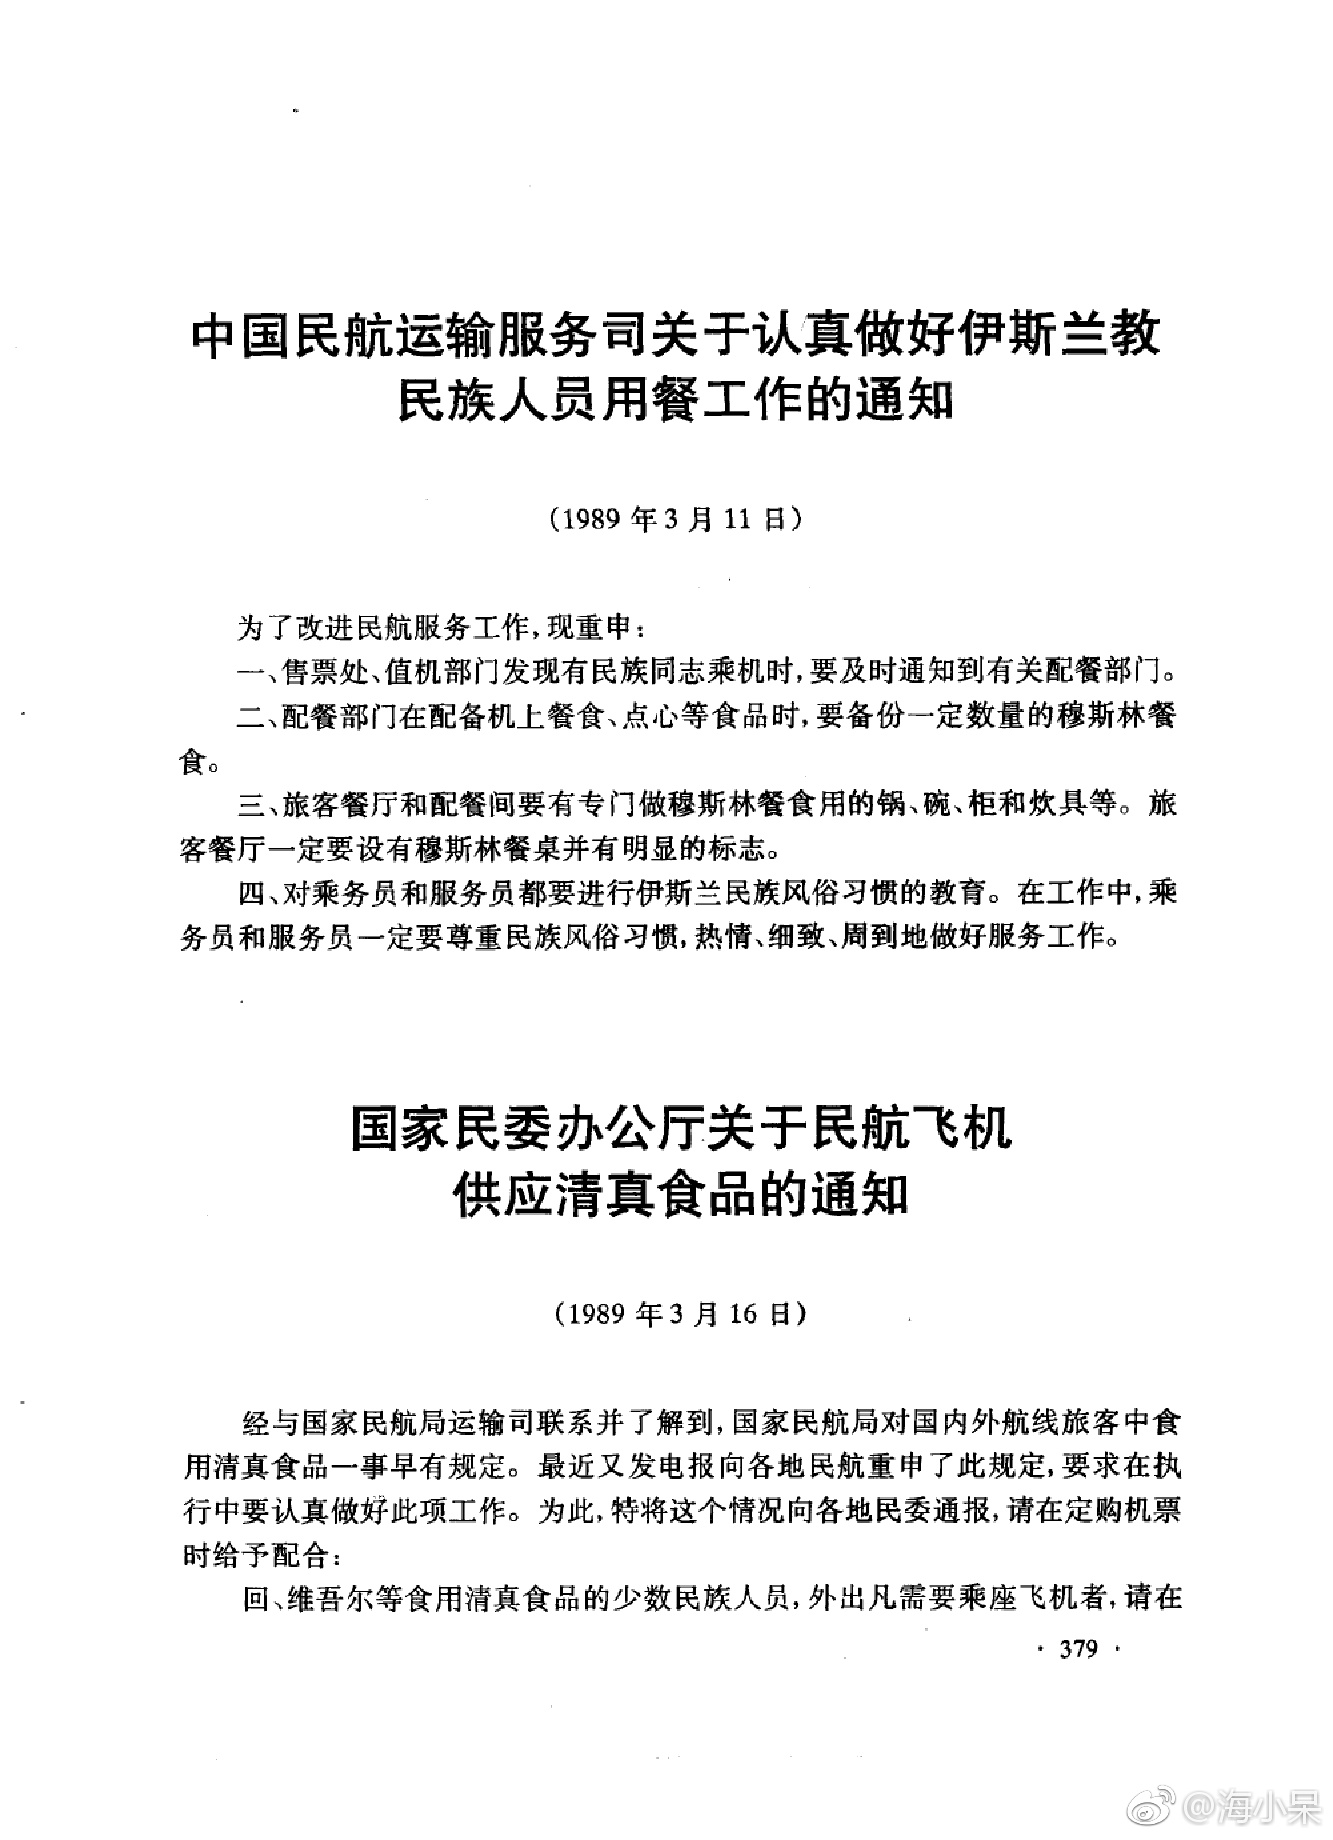 中国民航运输服务司关于认真做好伊斯兰教
民族人员用餐工作的通知
(1989 年 3 月 11 日)
为了改进民航服务工作,现重申:
一、售票处、值机部门发现有民族同志乘机时,要及时通知到有关配餐部门。
二、配餐部门在配备机上餐食、点心等食品时,要备份一定数量的穆斯林餐
食。
三、旅客餐厅和配餐间要有专门做穆斯林餐食用的锅、碗、柜和炊具等。旅
客餐厅一定要设有穆斯林餐桌并有明显的标志。
四、对乘务员和服务员都要进行伊斯兰民族风俗习惯的教育。在工作中,乘
务员和服务员一定要尊重民族风俗习惯,热情、细致、周到地做好服务工作。
国家民委办公厅关于民航飞机
供应清真食品的通知
(1989 年 3 月 16 日)
经与国家民航局运输司联系并了解到,国家民航局对国内外航线旅客中食
用清真食品一事早有规定。最近又发电报向各地民航重申了此规定,要求在执
行中要认真做好此项工作。为此,特将这个情况向各地民委通报,请在定购机票
时给予配合:
回、维吾尔等食用清真食品的少数民族人员,外出凡需要乘座飞机者,请在
· 379 ·
@海小呆